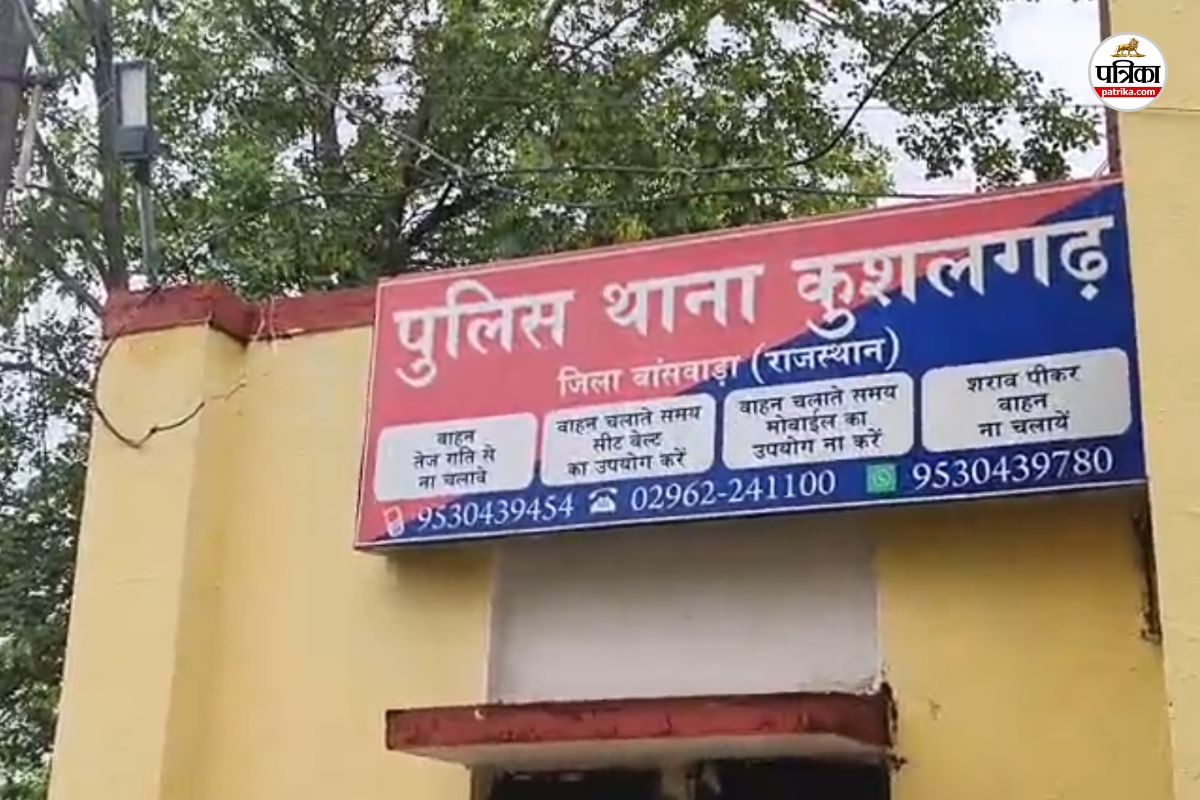 पत्रिका
patrika.com
पुलिस थाना कुशलगढ़
जिला बांसवाड़ा (राजस्थान)
वाहन
तेज गति से
ना चलावे
वाहन चलाते समय
सीट बेल्ट
का उपयोग करें
वाहन चलाते समय
मोबाईल का
उपयोग ना करें
शराब पीकर
वाहन
ना चलायें
9530439454 02962-241100 9530439780